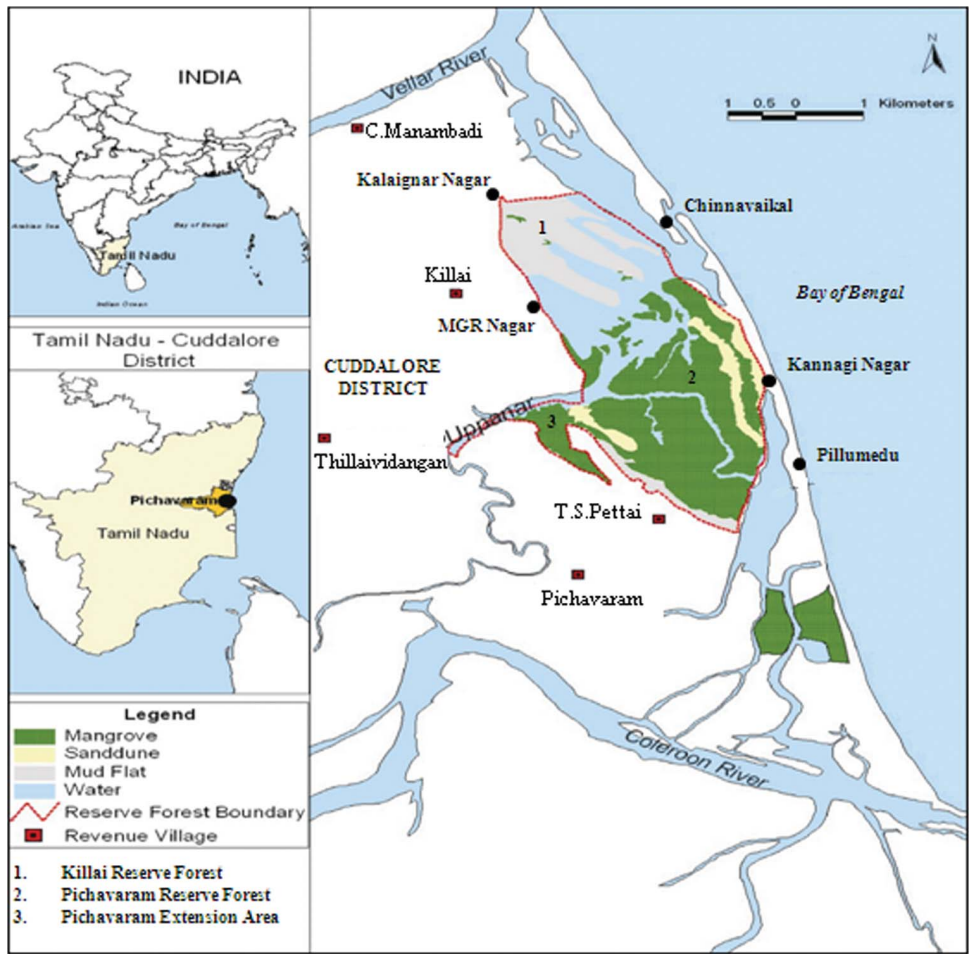 INDIA
Arabian Sea
Bay of Bengal
Tamil Nadu
Indian Ocean
Tamil Nadu - Cuddalore
District
Pichavaram
Tamil Nadu
Legend
Mangrove
Sanddune
Mud Flat
Water
Reserve Forest Boundary
Revenue Village
1. Killai Reserve Forest
2. Pichavaram Reserve Forest
3. Pichavaram Extension Area
N
1 0.5 0 1 Kilometers
Vellar River
C.Manambadi
Kalaignar Nagar
Chinnavaikal
1
Killai
Bay of Bengal
MGR Nagar
CUDDALORE
DISTRICT
2
Kannagi Nagar
Uppanar
3
Thillaividangan
Pillumedu
T.S.Pettai
Pichavaram
Coleroon River